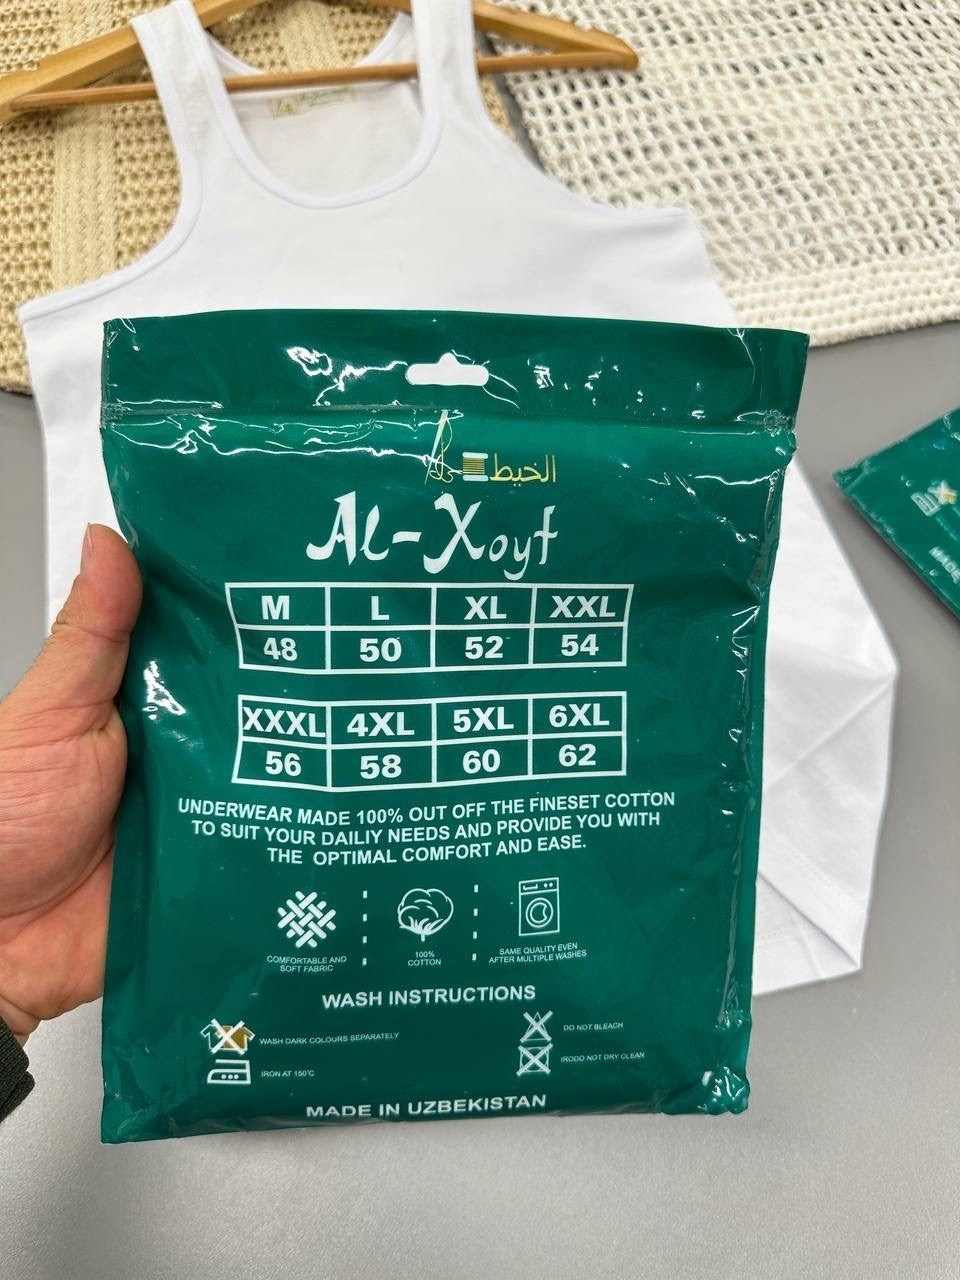 الخيط
Al-Xoyt
M L XL XXL
48 50 52 54
XXXL 4XL 5XL 6XL
56 58 60 62
UNDERWEAR MADE 100% OUT OFF THE FINESET COTTON
TO SUIT YOUR DAILIY NEEDS AND PROVIDE YOU WITH
THE OPTIMAL COMFORT AND EASE.
COMFORTABLE AND
SOFT FABRIC
100%
COTTON
SAME QUALITY EVEN
AFTER MULTIPLE WASHES
WASH INSTRUCTIONS
WASH DARK COLOURS SEPARATELY
DO NOT BLEACH
IRON AT 150°C
IRODO NOT DRY CLEAN
MADE IN UZBEKISTAN
MADE